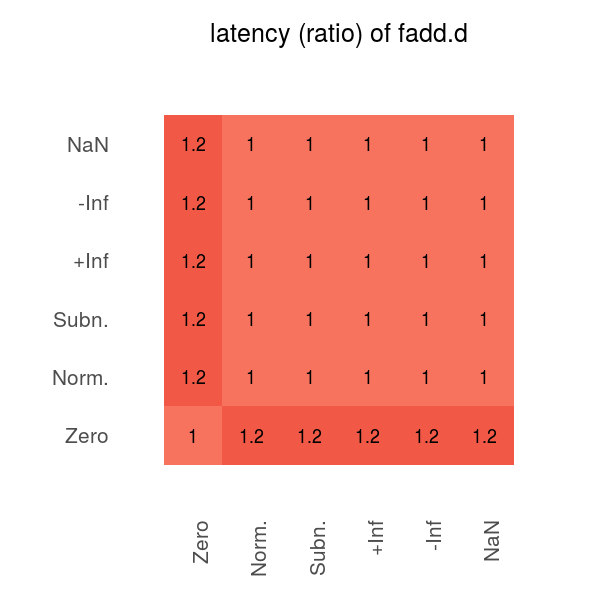 latency (ratio) of fadd.d
NaN 1.2 1 1 1 1 1
-Inf 1.2 1 1 1 1 1
+Inf 1.2 1 1 1 1 1
Subn. 1.2 1 1 1 1 1
Norm. 1.2 1 1 1 1 1
Zero 1 1.2 1.2 1.2 1.2 1.2
Zero Norm. Subn. +Inf -Inf NaN